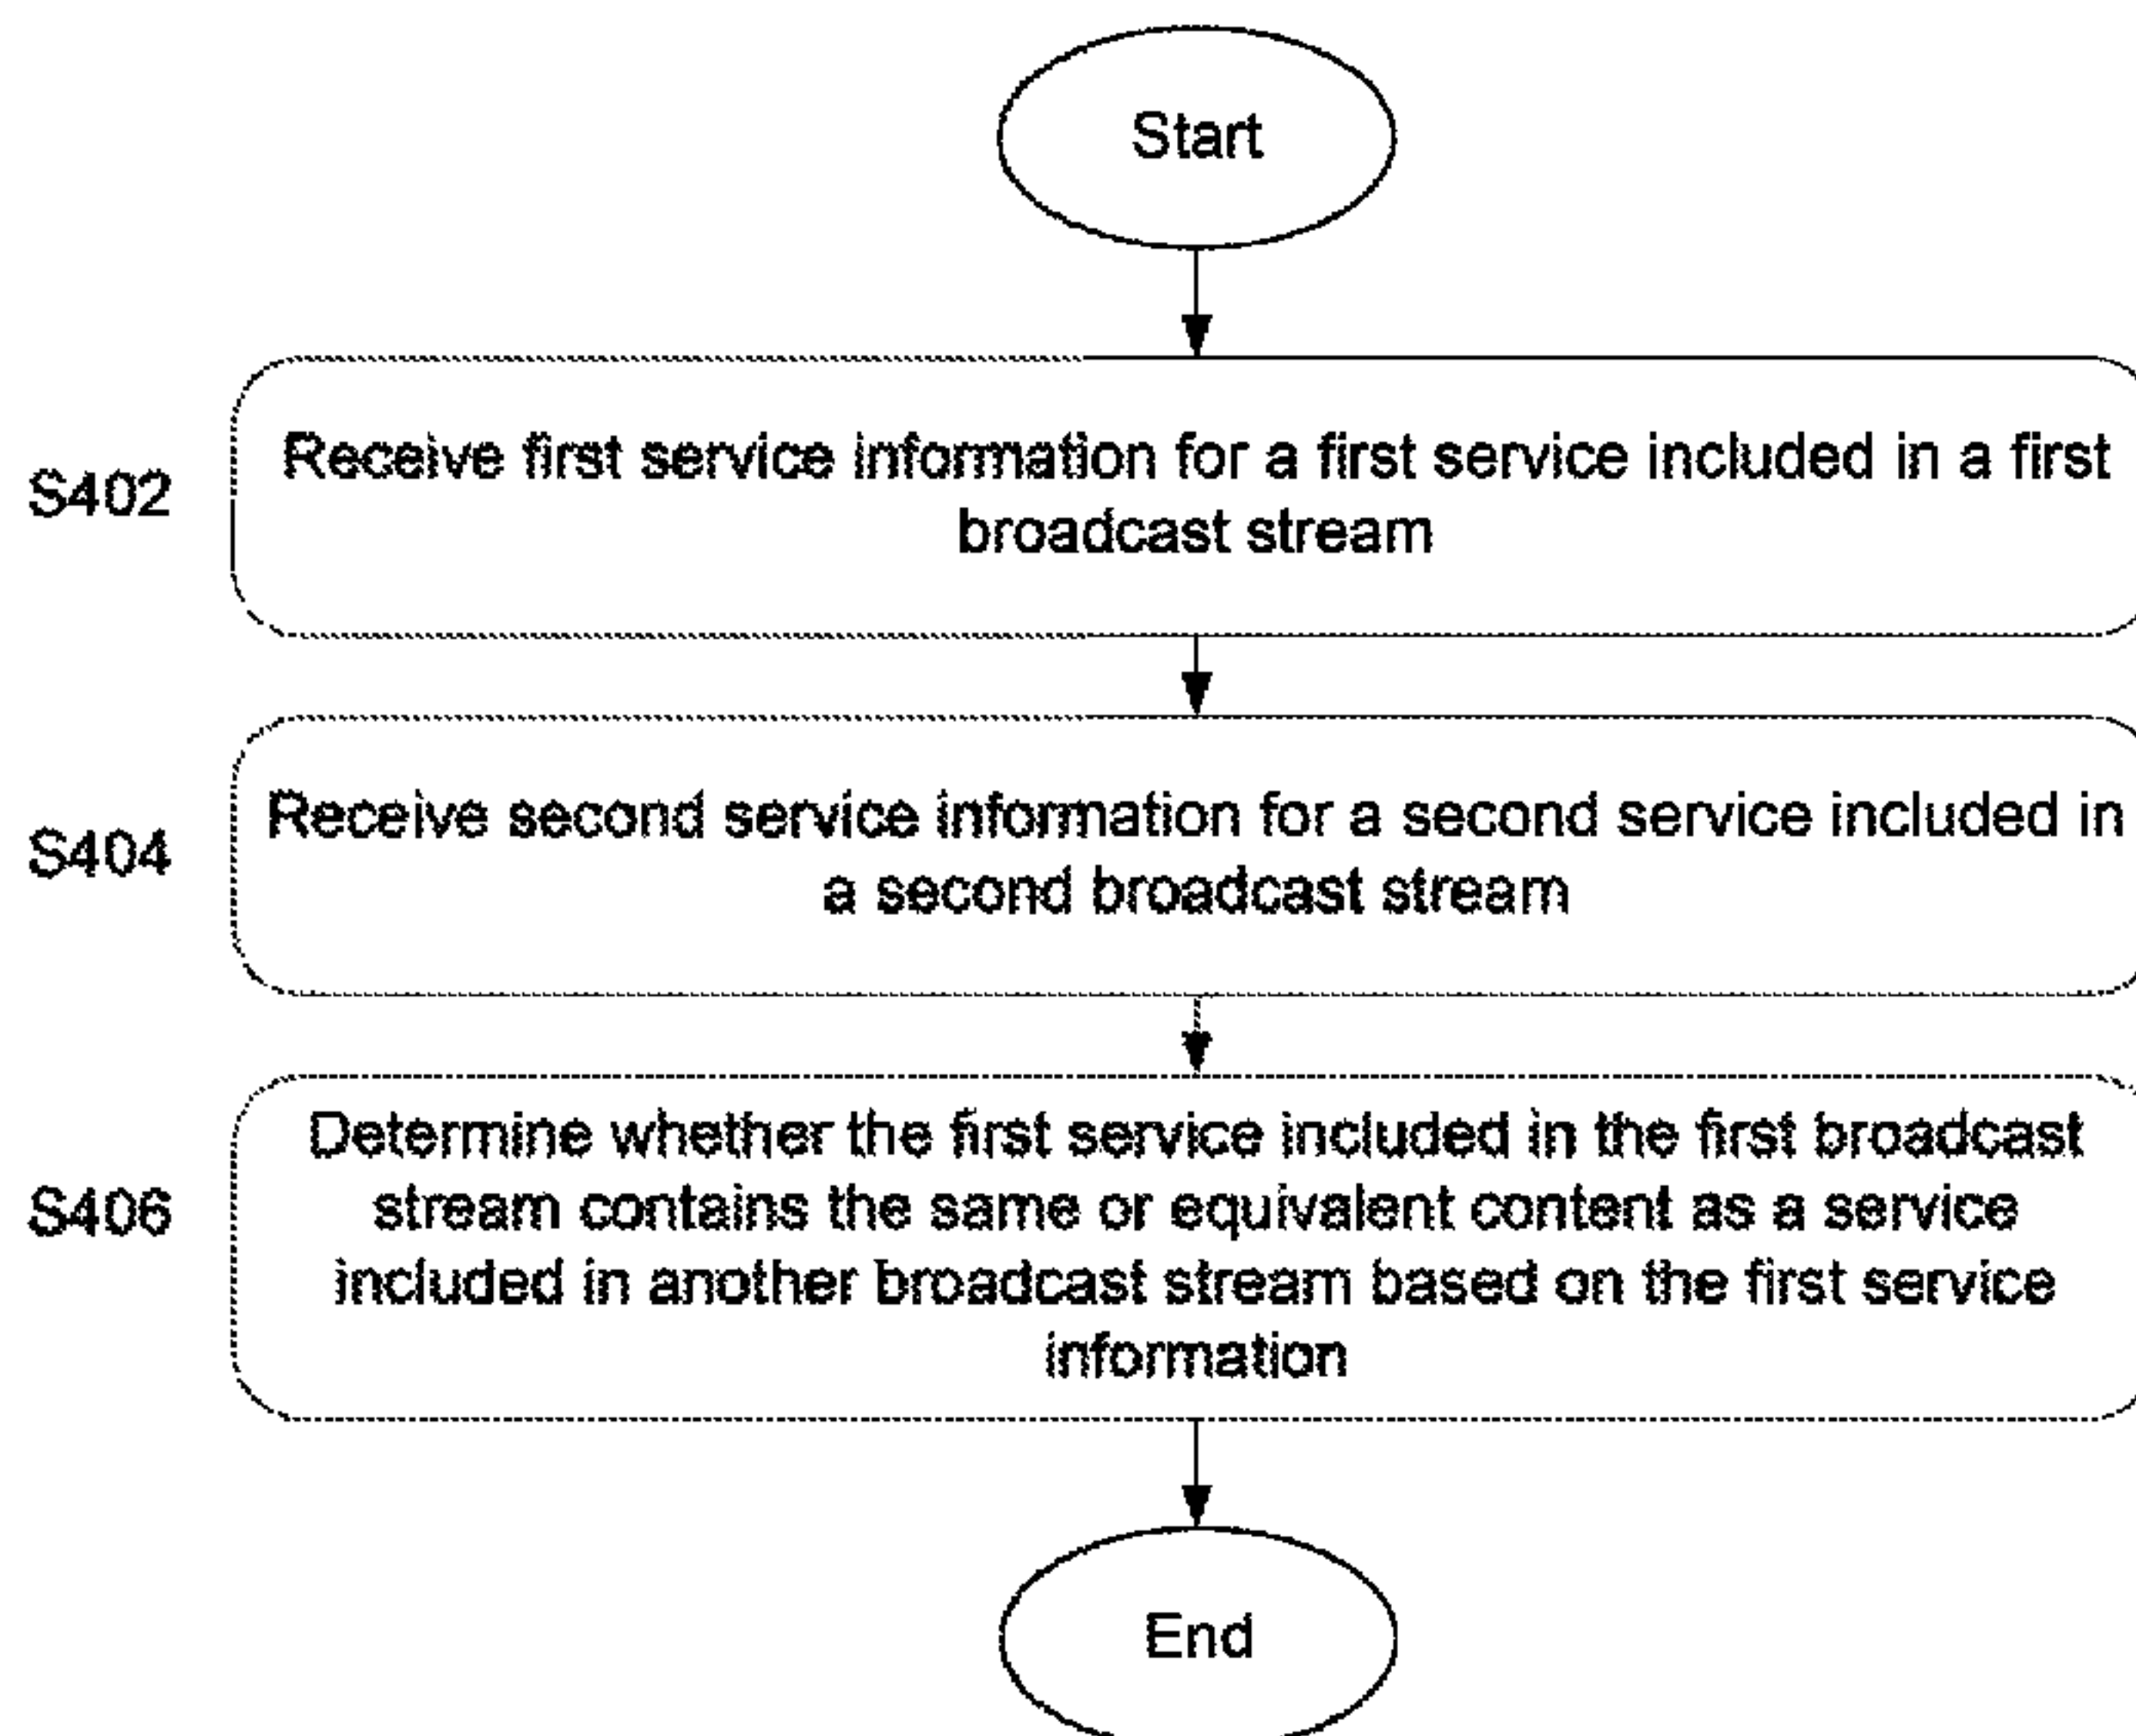 Start
S402
Receive first service information for a first service included in a first
broadcast stream
S404
Receive second service information for a second service included in
a second broadcast stream
S406
Determine whether the first service included in the first broadcast
stream contains the same or equivalent content as a service
included in another broadcast stream based on the first service
information
End